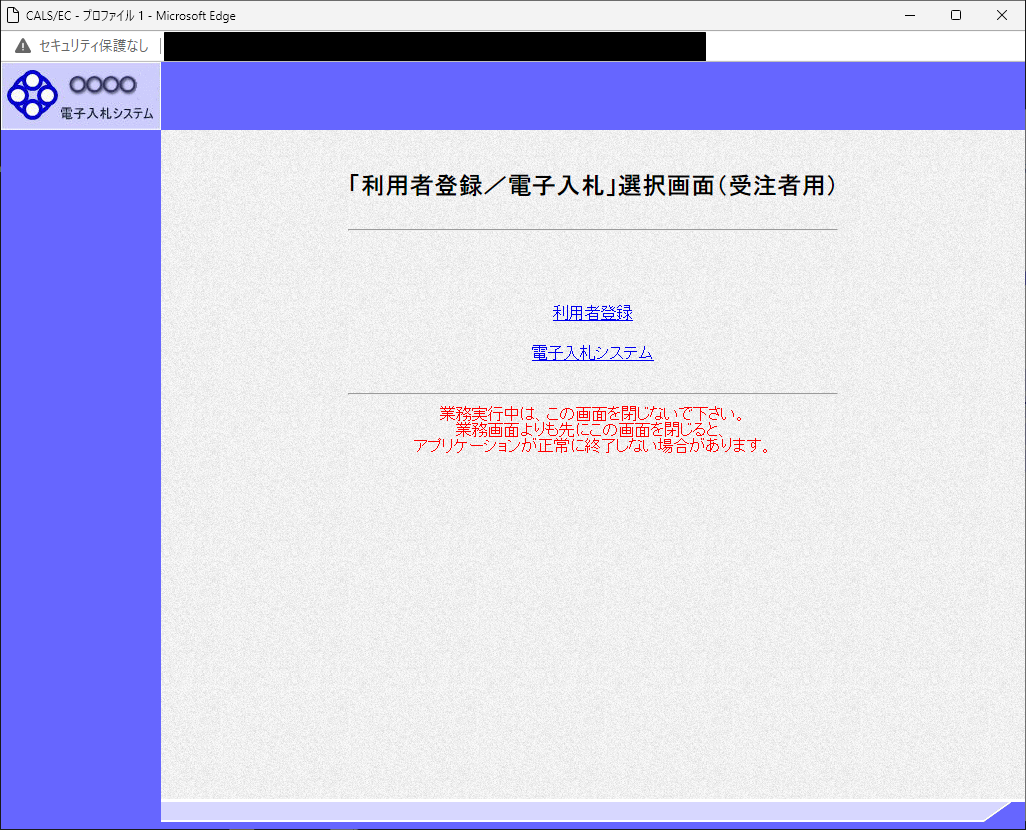 CALS/EC - プロファイル 1 - Microsoft Edge
セキュリティ保護なし
○○○○
電子入札システム
「利用者登録／電子入札」選択画面（受注者用）
利用者登録
電子入札システム
業務実行中は、この画面を閉じないで下さい。
業務画面よりも先にこの画面を閉じると、
アプリケーションが正常に終了しない場合があります。